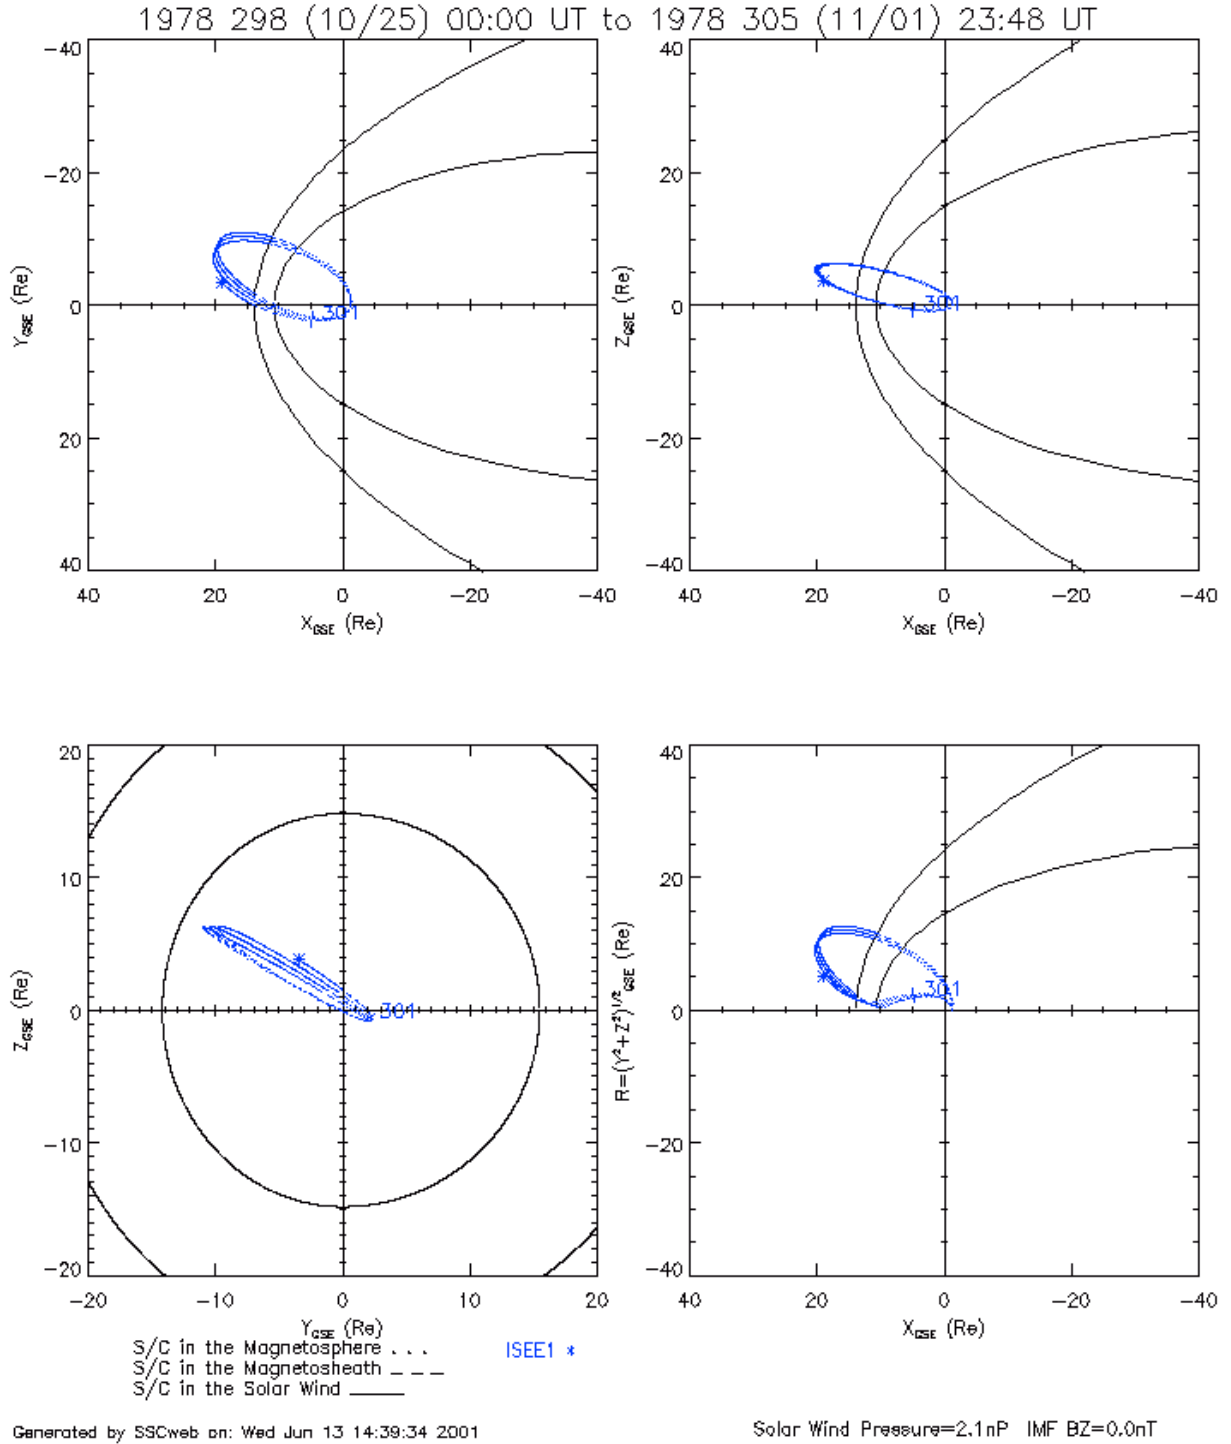 1978 298 (10/25) 00:00 UT to 1978 305 (11/01) 23:48 UT
-40
-20
0
20
40
Y_GSE (Re)
301
40 20 0 -20 -40
X_GSE (Re)
40
20
0
-20
-40
Z_GSE (Re)
301
40 20 0 -20 -40
X_GSE (Re)
20
10
0
-10
-20
Z_GSE (Re)
301
-20 -10 0 10 20
Y_GSE (Re)
40
20
0
-20
-40
R=(Y²+Z²)^1/2 GSE (Re)
301
40 20 0 -20 -40
X_GSE (Re)
S/C in the Magnetosphere . . .
S/C in the Magnetosheath _ _ _
S/C in the Solar Wind ____
ISEE1 *
Generated by SSCweb on: Wed Jun 13 14:39:34 2001
Solar Wind Pressure=2.1nP IMF BZ=0.0nT